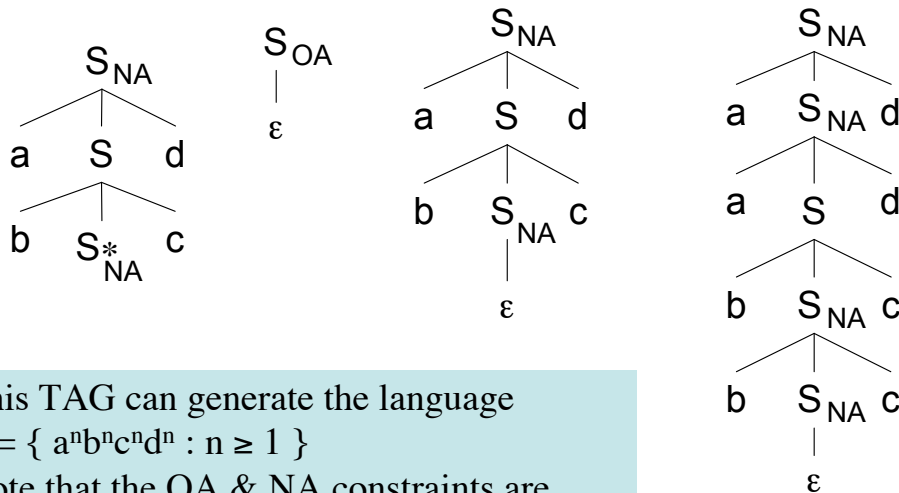 S NA
a S d
b S* NA c
S OA
ε
S NA
a S d
b S NA c
ε
S NA
a S NA d
a S d
b S NA c
b S NA c
ε
his TAG can generate the language
= { aⁿbⁿcⁿdⁿ : n ≥ 1 }
ote that the OA & NA constraints are